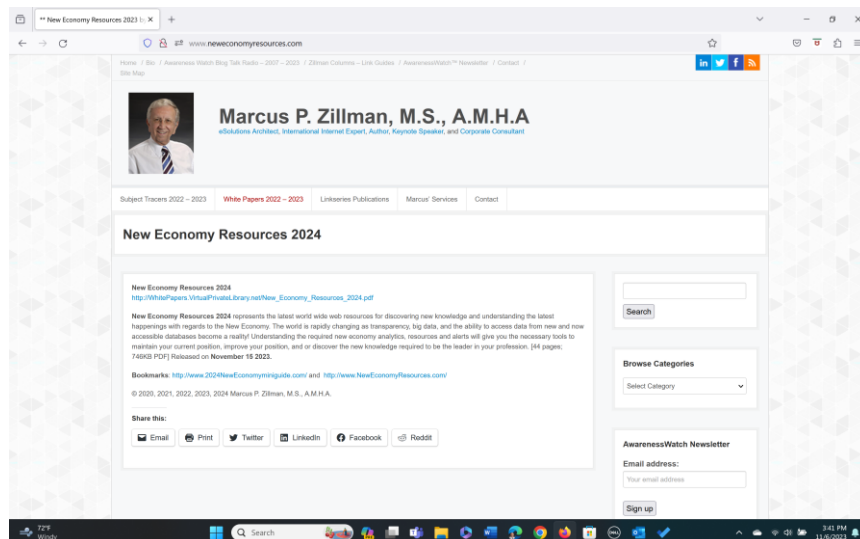 ** New Economy Resources 2023 b
www.neweconomyresources.com
Home / Bio / Awareness Watch Blog Talk Radio – 2007 – 2023 / Zillman Columns – Link Guides / AwarenessWatch™ Newsletter / Contact /
Site Map
Marcus P. Zillman, M.S., A.M.H.A
eSolutions Architect, International Internet Expert, Author, Keynote Speaker, and Corporate Consultant
Subject Tracers 2022 – 2023 White Papers 2022 – 2023 Linkseries Publications Marcus' Services Contact
New Economy Resources 2024
New Economy Resources 2024
http://WhitePapers.VirtualPrivateLibrary.net/New_Economy_Resources_2024.pdf
New Economy Resources 2024 represents the latest world wide web resources for discovering new knowledge and understanding the latest
happenings with regards to the New Economy. The world is rapidly changing as transparency, big data, and the ability to access data from new and now
accessible databases become a reality! Understanding the required new economy analytics, resources and alerts will give you the necessary tools to
maintain your current position, improve your position, and or discover the new knowledge required to be the leader in your profession. [44 pages;
746KB PDF] Released on November 15 2023.
Bookmarks: http://www.2024NewEconomyminiguide.com/ and http://www.NewEconomyResources.com/
© 2020, 2021, 2022, 2023, 2024 Marcus P. Zillman, M.S., A.M.H.A.
Share this:
Email Print Twitter LinkedIn Facebook Reddit
Search
Browse Categories
Select Category
AwarenessWatch Newsletter
Email address:
Your email address
Sign up
72°F
Windy
Search
3:41 PM
11/6/2023